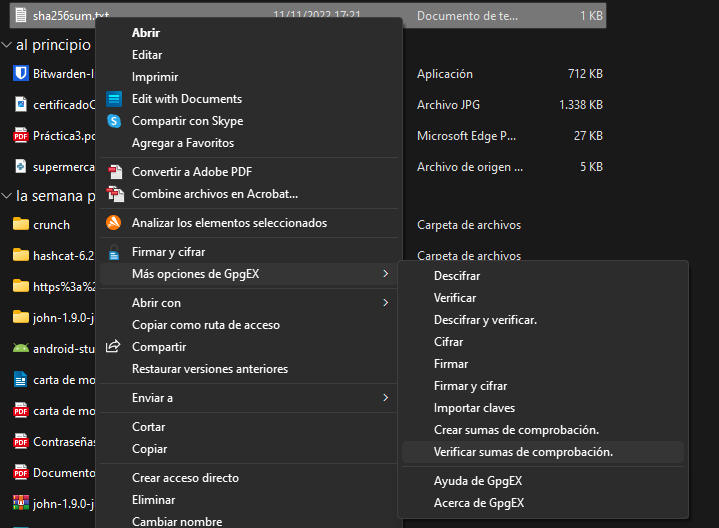 sha256sum.txt 11/11/2022 17:21 Documento de te... 1 KB
Abrir
al principio
Editar
Bitwarden-I Imprimir Aplicación 712 KB
certificado Edit with Documents Archivo JPG 1.338 KB
Compartir con Skype
Práctica3.pd Agregar a Favoritos Microsoft Edge P... 27 KB
supermerca Convertir a Adobe PDF Archivo de origen ... 5 KB
la semana p Combine archivos en Acrobat...
crunch Analizar los elementos seleccionados Carpeta de archivos
hashcat-6.2 Firmar y cifrar Carpeta de archivos
https%3a% Más opciones de GpgEX
Descifrar
Verificar
Descifrar y verificar.
Cifrar
Firmar
Firmar y cifrar
Importar claves
Crear sumas de comprobación.
Verificar sumas de comprobación.
Ayuda de GpgEX
Acerca de GpgEX
john-1.9.0-j Abrir con
Copiar como ruta de acceso
android-stu Compartir
carta de mo Restaurar versiones anteriores
carta de mo Enviar a
Contraseñas Cortar
Copiar
Documento
Crear acceso directo
john-1.9.0-j Eliminar
Cambiar nombre